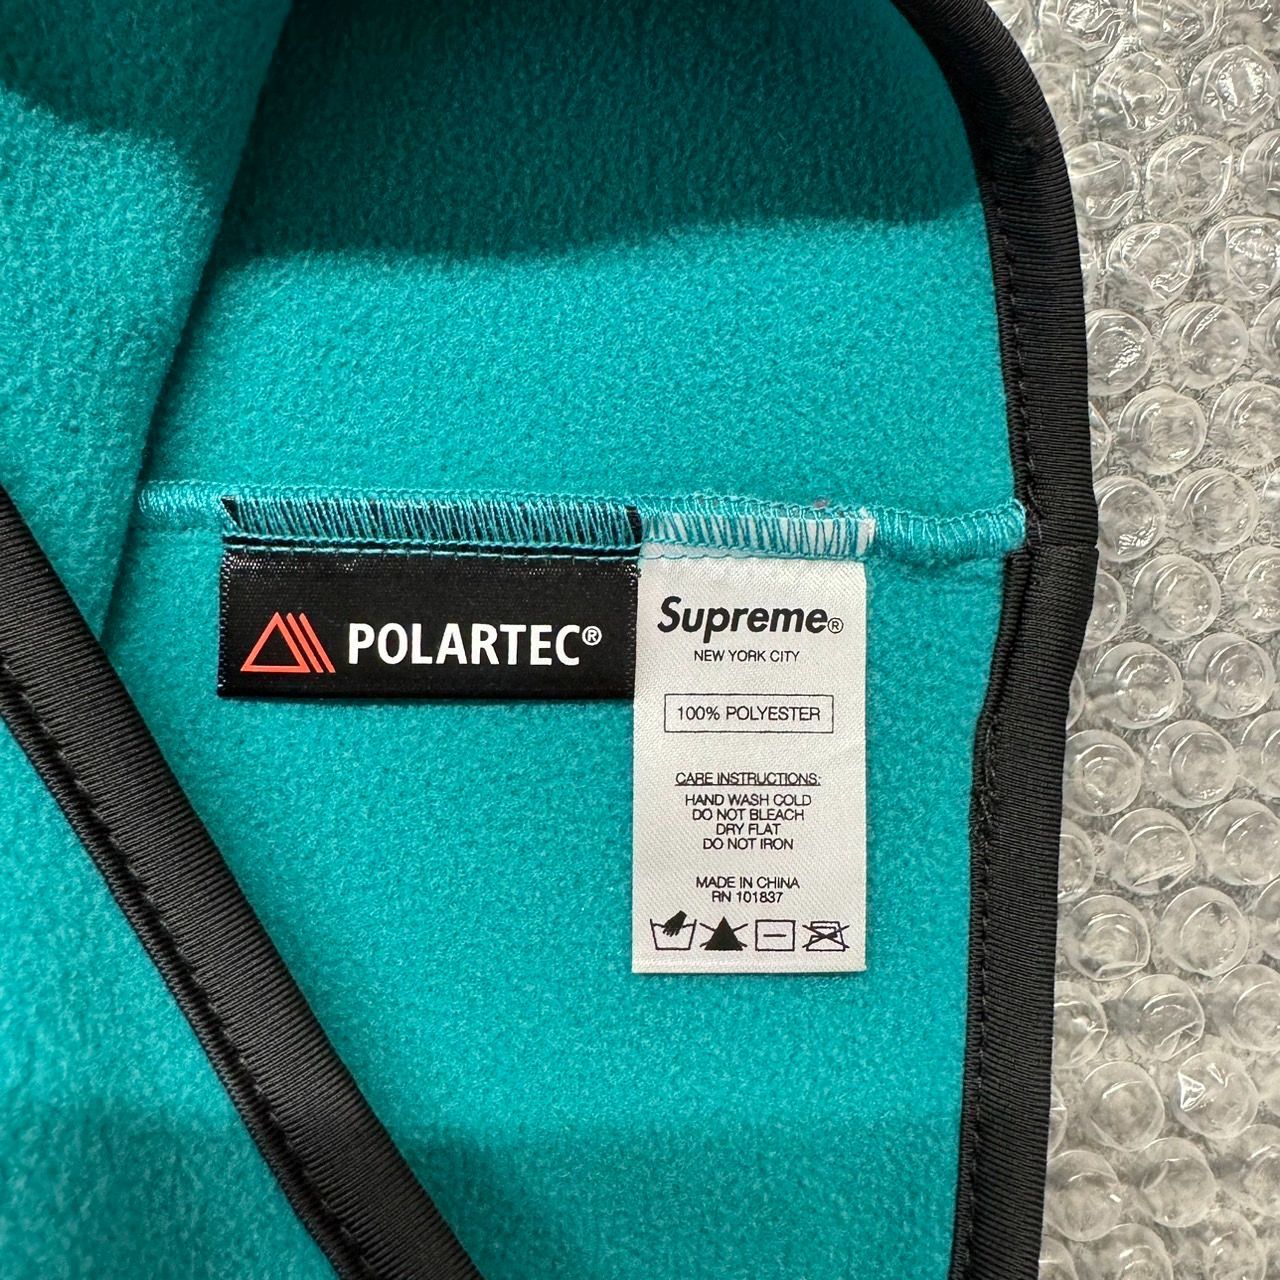 POLARTEC®
Supreme®
NEW YORK CITY
100% POLYESTER
CARE INSTRUCTIONS:
HAND WASH COLD
DO NOT BLEACH
DRY FLAT
DO NOT IRON
MADE IN CHINA
RN 101837